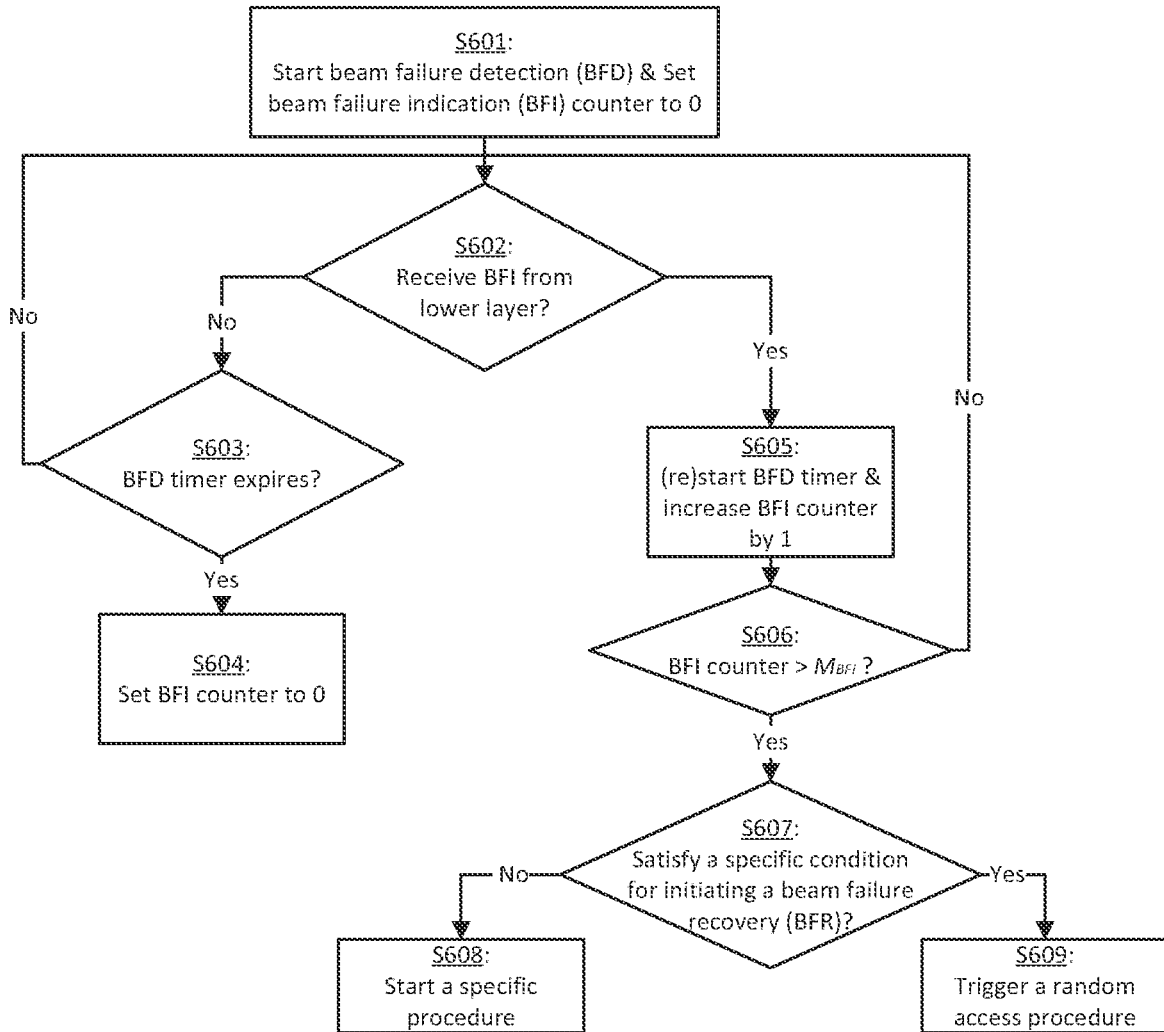 S601:
Start beam failure detection (BFD) & Set
beam failure indication (BFI) counter to 0
S602:
Receive BFI from
lower layer?
No
No
Yes
No
S603:
BFD timer expires?
S605:
(re)start BFD timer &
increase BFI counter
by 1
Yes
S604:
Set BFI counter to 0
S606:
BFI counter > MBFI ?
Yes
S607:
Satisfy a specific condition
for initiating a beam failure
recovery (BFR)?
No
Yes
S608:
Start a specific
procedure
S609:
Trigger a random
access procedure